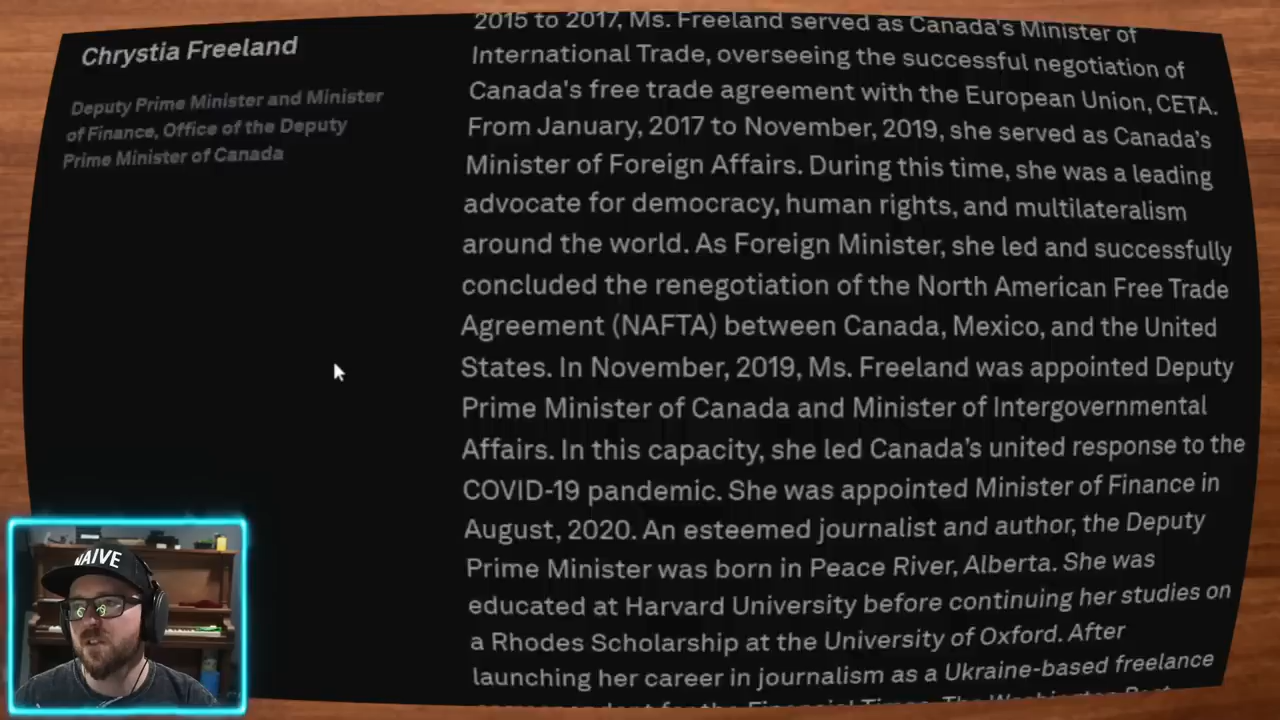 Chrystia Freeland
Deputy Prime Minister and Minister
of Finance, Office of the Deputy
Prime Minister of Canada
2015 to 2017, Ms. Freeland served as Canada's Minister of
International Trade, overseeing the successful negotiation of
Canada's free trade agreement with the European Union, CETA.
From January, 2017 to November, 2019, she served as Canada's
Minister of Foreign Affairs. During this time, she was a leading
advocate for democracy, human rights, and multilateralism
around the world. As Foreign Minister, she led and successfully
concluded the renegotiation of the North American Free Trade
Agreement (NAFTA) between Canada, Mexico, and the United
States. In November, 2019, Ms. Freeland was appointed Deputy
Prime Minister of Canada and Minister of Intergovernmental
Affairs. In this capacity, she led Canada's united response to the
COVID-19 pandemic. She was appointed Minister of Finance in
August, 2020. An esteemed journalist and author, the Deputy
Prime Minister was born in Peace River, Alberta. She was
educated at Harvard University before continuing her studies on
a Rhodes Scholarship at the University of Oxford. After
launching her career in journalism as a Ukraine-based freelance
for the Financial Times, The Washington Post
NAIVE